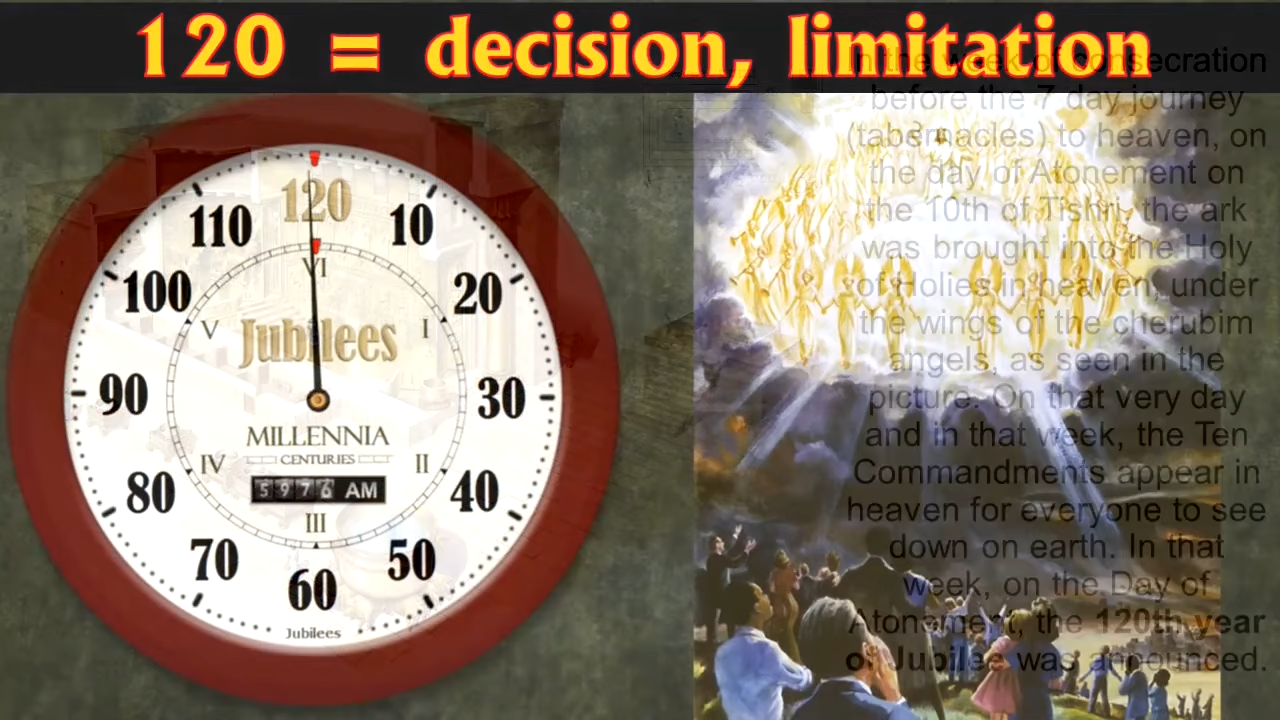 120 = decision, limitation
120
110
10
VI
100
20
V
I
Jubilees
90
30
MILLENNIA
CENTURIES
IV
II
80
5976 AM
40
III
70
50
60
Jubilees
In the week of consecration
before the 7 day journey
(tabernacles) to heaven, on
the day of Atonement on
the 10th of Tishri, the ark
was brought into the Holy
of Holies in heaven, under
the wings of the cherubim
angels, as seen in the
picture. On that very day
and in that week, the Ten
Commandments appear in
heaven for everyone to see
down on earth. In that
week, on the Day of
Atonement, the 120th year
of Jubilee was announced.